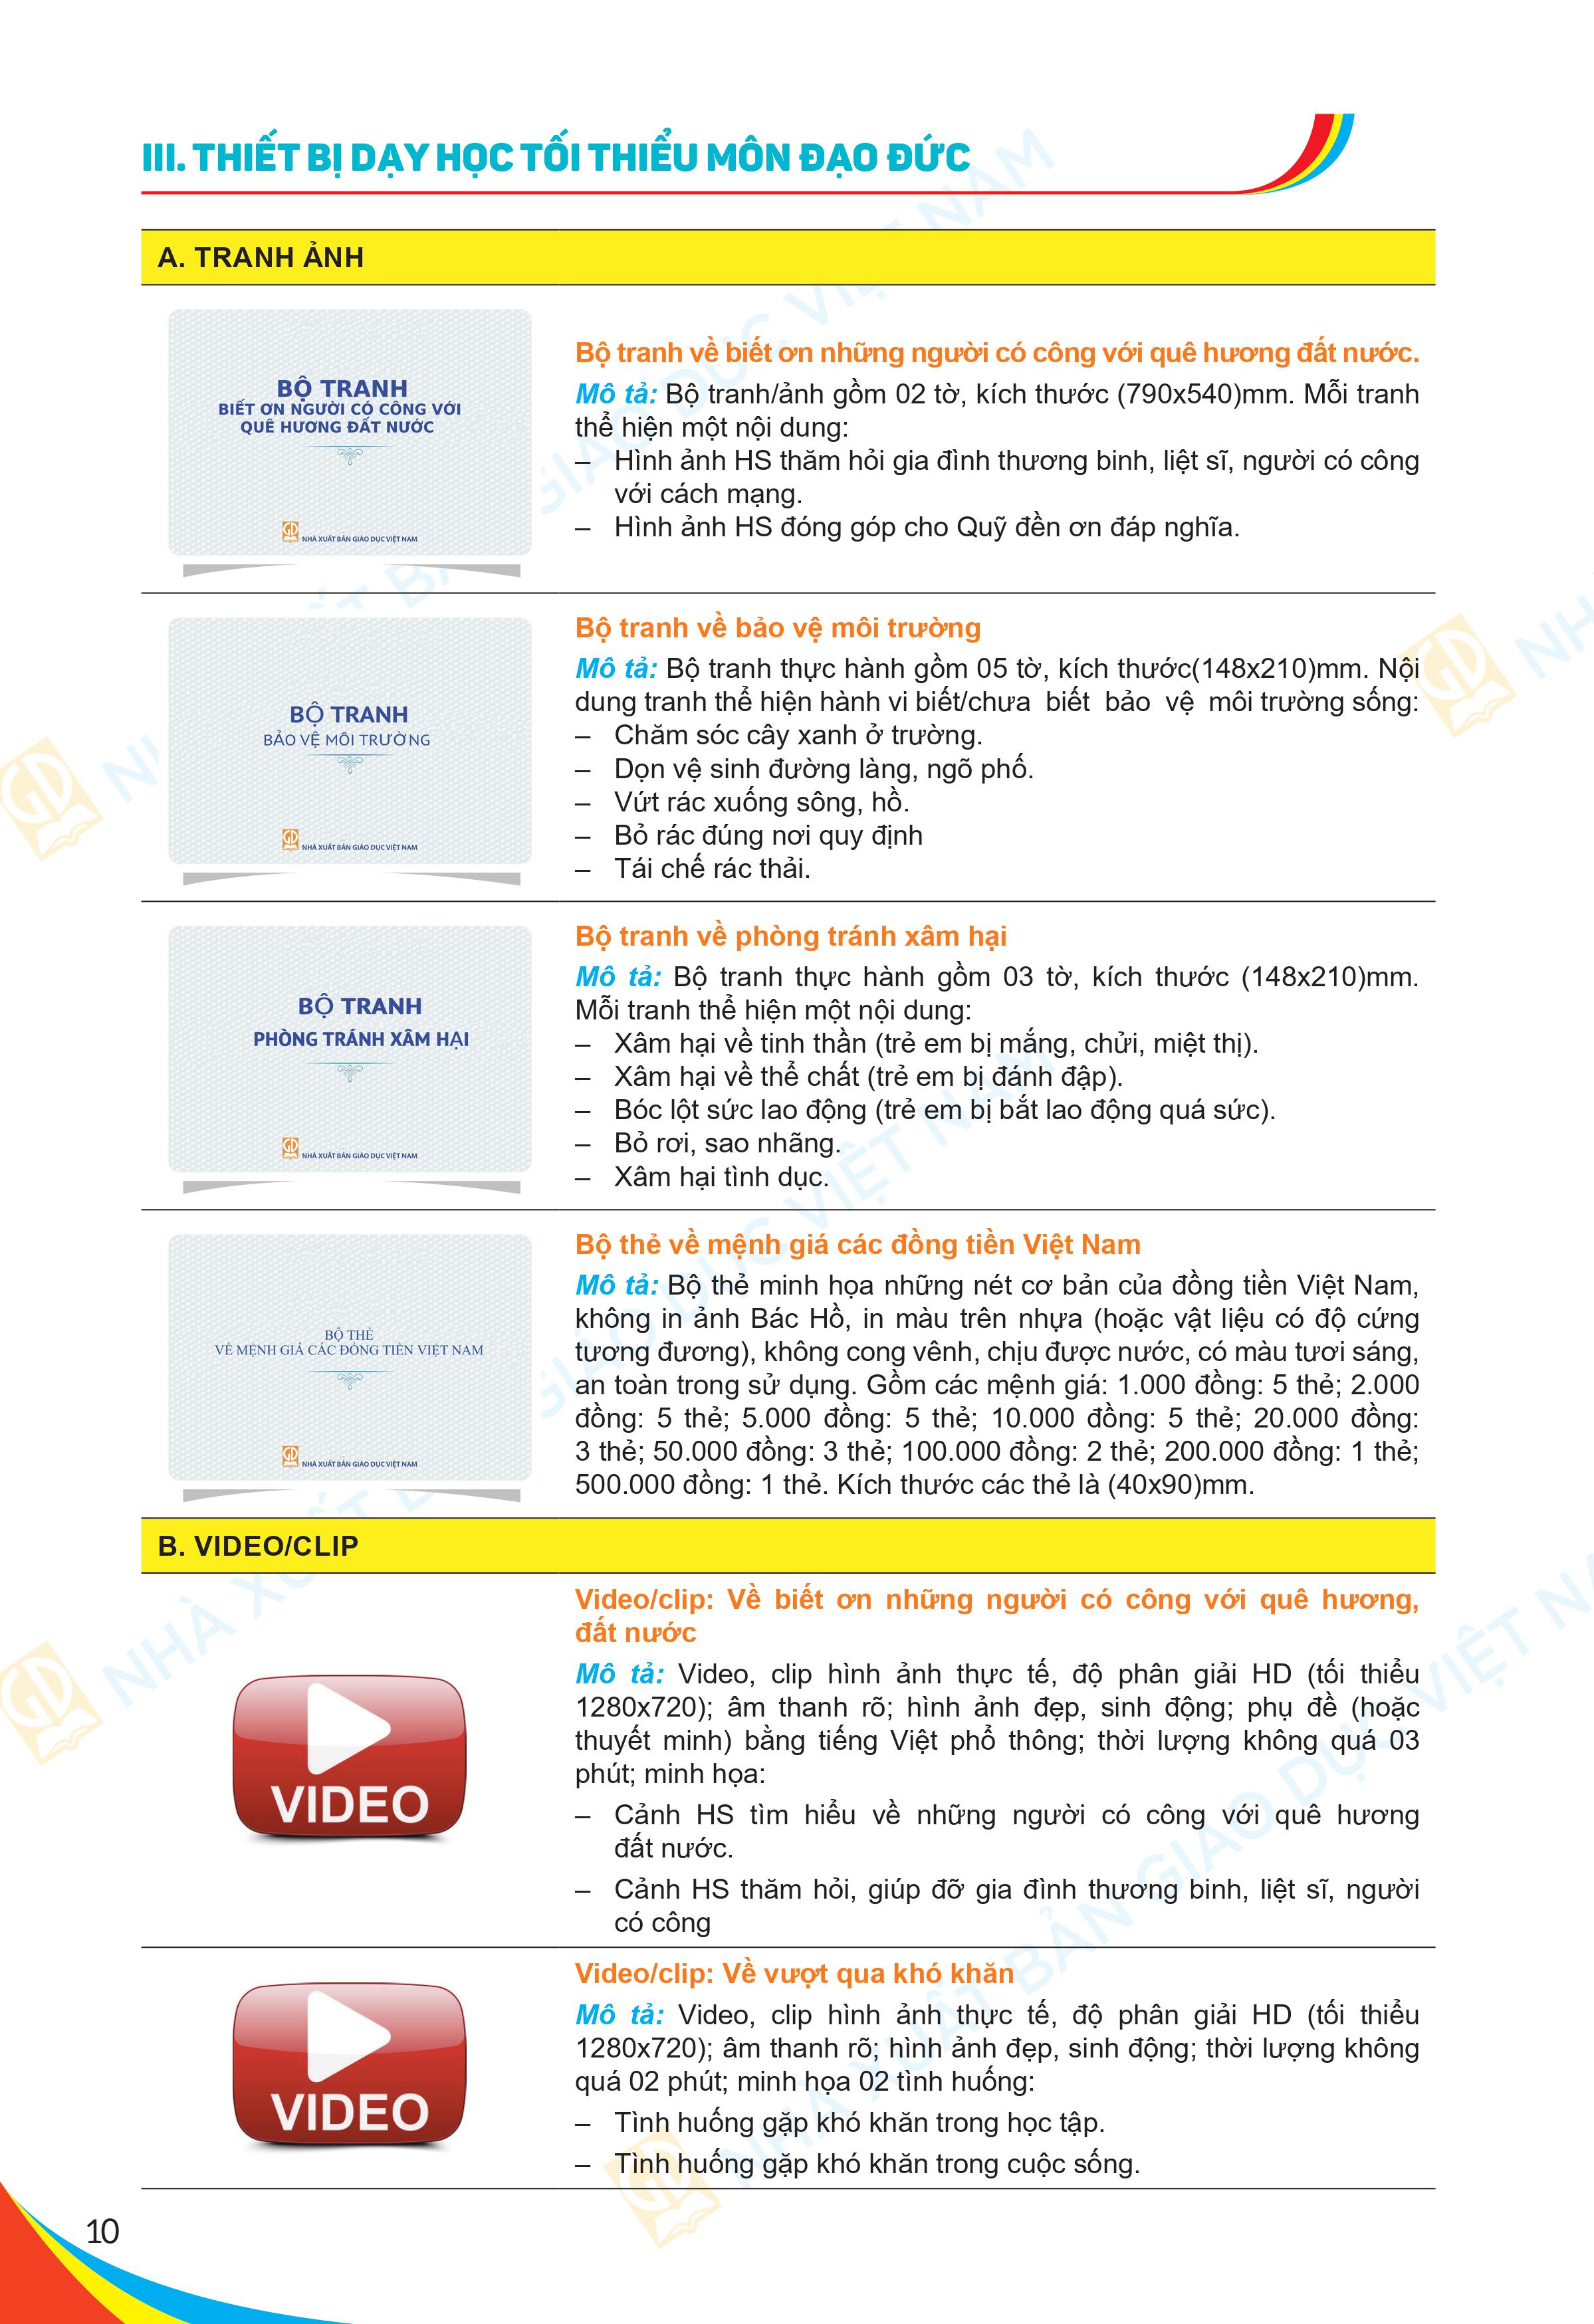 III. THIẾT BỊ DẠY HỌC TỐI THIỂU MÔN ĐẠO ĐỨC
A. TRANH ẢNH
BỘ TRANH
BIẾT ƠN NGƯỜI CÓ CÔNG VỚI
QUÊ HƯƠNG ĐẤT NƯỚC
NHÀ XUẤT BẢN GIÁO DỤC VIỆT NAM
Bộ tranh về biết ơn những người có công với quê hương đất nước.
Mô tả: Bộ tranh/ảnh gồm 02 tờ, kích thước (790x540)mm. Mỗi tranh
thể hiện một nội dung:
– Hình ảnh HS thăm hỏi gia đình thương binh, liệt sĩ, người có công
với cách mạng.
– Hình ảnh HS đóng góp cho Quỹ đền ơn đáp nghĩa.
BỘ TRANH
BẢO VỆ MÔI TRƯỜNG
NHÀ XUẤT BẢN GIÁO DỤC VIỆT NAM
Bộ tranh về bảo vệ môi trường
Mô tả: Bộ tranh thực hành gồm 05 tờ, kích thước(148x210)mm. Nội
dung tranh thể hiện hành vi biết/chưa biết bảo vệ môi trường sống:
– Chăm sóc cây xanh ở trường.
– Dọn vệ sinh đường làng, ngõ phố.
– Vứt rác xuống sông, hồ.
– Bỏ rác đúng nơi quy định
– Tái chế rác thải.
BỘ TRANH
PHÒNG TRÁNH XÂM HẠI
NHÀ XUẤT BẢN GIÁO DỤC VIỆT NAM
Bộ tranh về phòng tránh xâm hại
Mô tả: Bộ tranh thực hành gồm 03 tờ, kích thước (148x210)mm.
Mỗi tranh thể hiện một nội dung:
– Xâm hại về tinh thần (trẻ em bị mắng, chửi, miệt thị).
– Xâm hại về thể chất (trẻ em bị đánh đập).
– Bóc lột sức lao động (trẻ em bị bắt lao động quá sức).
– Bỏ rơi, sao nhãng.
– Xâm hại tình dục.
BỘ THẺ
VỀ MỆNH GIÁ CÁC ĐỒNG TIỀN VIỆT NAM
NHÀ XUẤT BẢN GIÁO DỤC VIỆT NAM
Bộ thẻ về mệnh giá các đồng tiền Việt Nam
Mô tả: Bộ thẻ minh họa những nét cơ bản của đồng tiền Việt Nam,
không in ảnh Bác Hồ, in màu trên nhựa (hoặc vật liệu có độ cứng
tương đương), không cong vênh, chịu được nước, có màu tươi sáng,
an toàn trong sử dụng. Gồm các mệnh giá: 1.000 đồng: 5 thẻ; 2.000
đồng: 5 thẻ; 5.000 đồng: 5 thẻ; 10.000 đồng: 5 thẻ; 20.000 đồng:
3 thẻ; 50.000 đồng: 3 thẻ; 100.000 đồng: 2 thẻ; 200.000 đồng: 1 thẻ;
500.000 đồng: 1 thẻ. Kích thước các thẻ là (40x90)mm.
B. VIDEO/CLIP
VIDEO
Video/clip: Về biết ơn những người có công với quê hương,
đất nước
Mô tả: Video, clip hình ảnh thực tế, độ phân giải HD (tối thiểu
1280x720); âm thanh rõ; hình ảnh đẹp, sinh động; phụ đề (hoặc
thuyết minh) bằng tiếng Việt phổ thông; thời lượng không quá 03
phút; minh họa:
– Cảnh HS tìm hiểu về những người có công với quê hương
đất nước.
– Cảnh HS thăm hỏi, giúp đỡ gia đình thương binh, liệt sĩ, người
có công
VIDEO
Video/clip: Về vượt qua khó khăn
Mô tả: Video, clip hình ảnh thực tế, độ phân giải HD (tối thiểu
1280x720); âm thanh rõ; hình ảnh đẹp, sinh động; thời lượng không
quá 02 phút; minh họa 02 tình huống:
– Tình huống gặp khó khăn trong học tập.
– Tình huống gặp khó khăn trong cuộc sống.
10